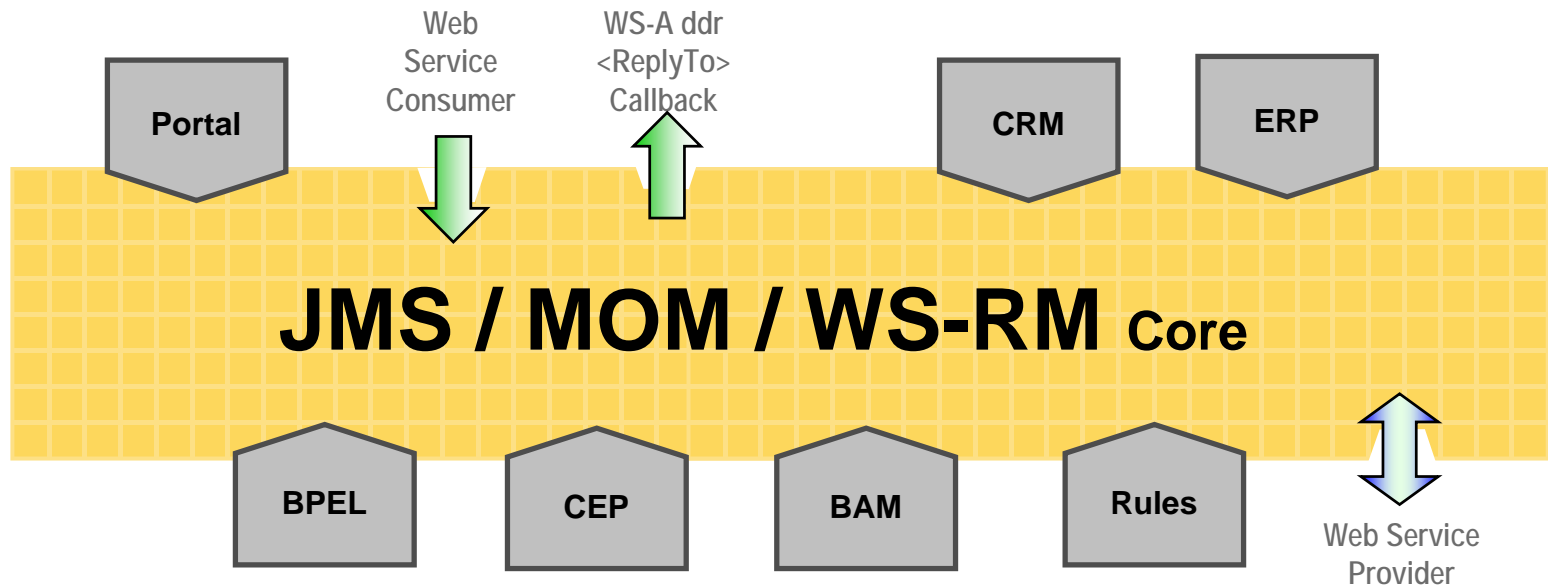 Web
Service
Consumer
WS-A ddr
<ReplyTo>
Callback
Portal
CRM
ERP
JMS / MOM / WS-RM Core
BPEL
CEP
BAM
Rules
Web Service
Provider